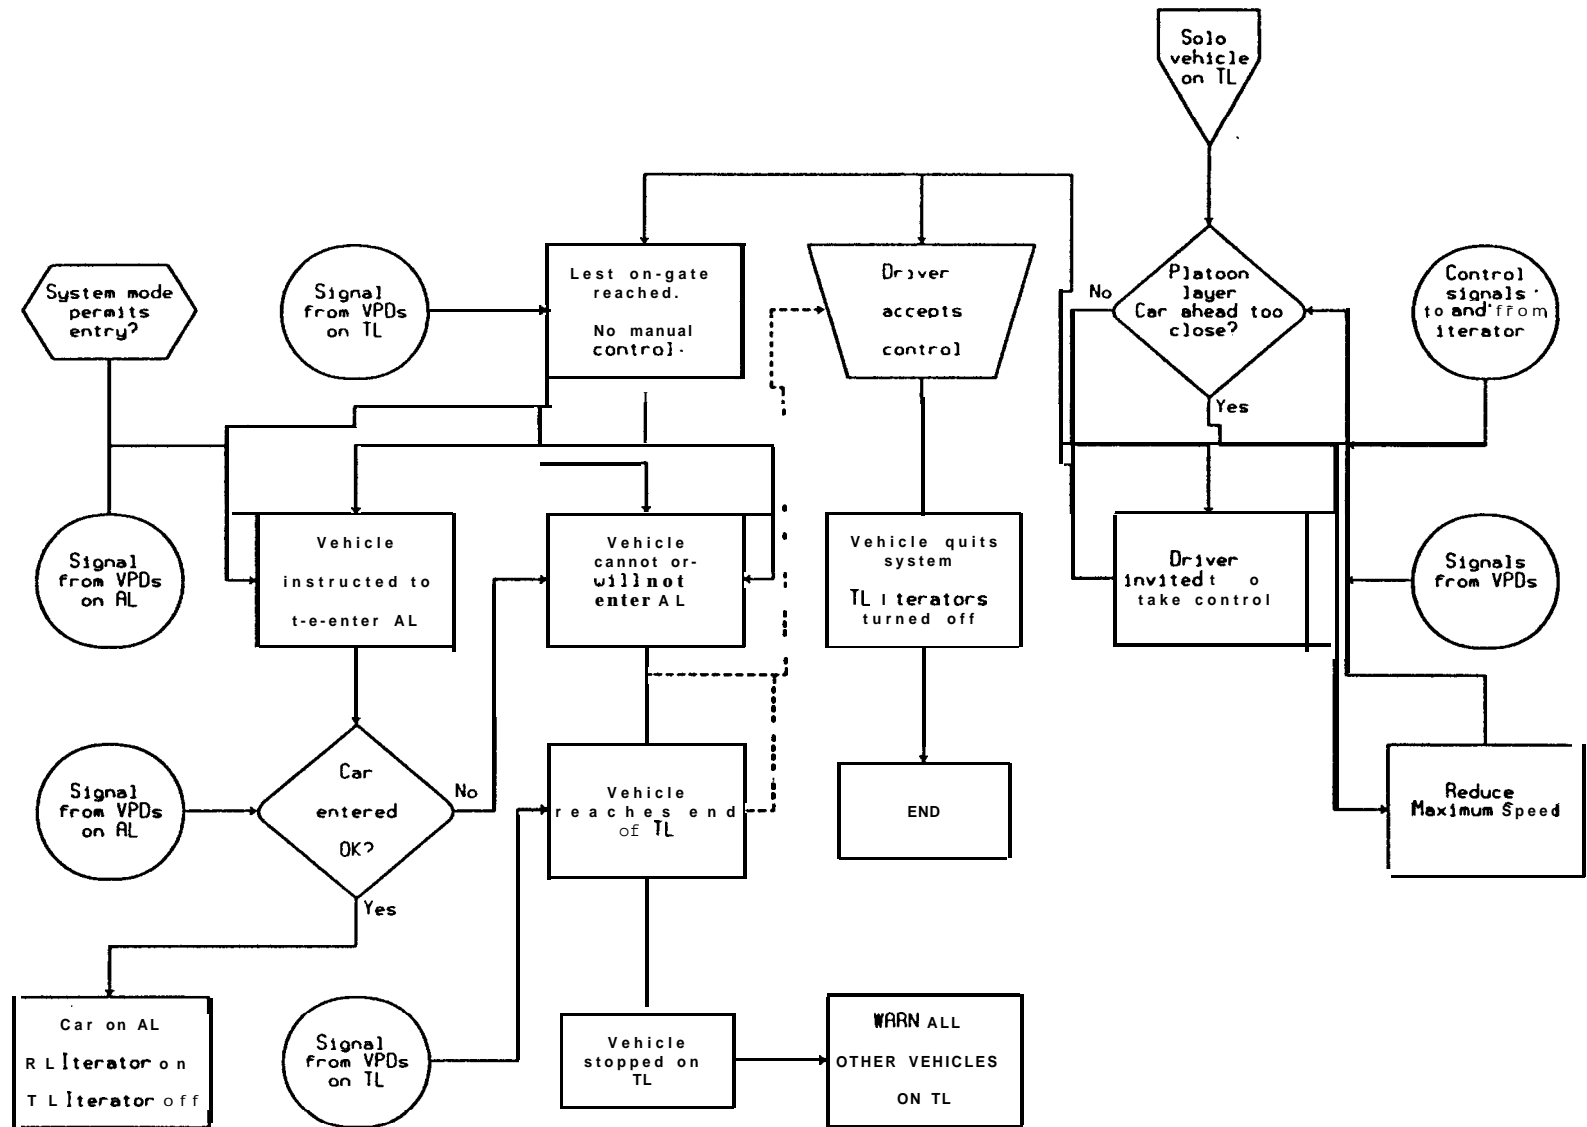 Solo
vehicle
on TL
System mode
permits
entry?
Signal
from VPDs
on TL
Lest on-gate
reached.
No manual
control.
Driver
accepts
control
No
Platoon
layer
Car ahead too
close?
Yes
Control
signals
to and from
iterator
Signal
from VPDs
on AL
Vehicle
instructed to
t-e-enter AL
Vehicle
cannot or-
will not
enter AL
Vehicle quits
system
TL Iterators
turned off
Driver
invited t o
take control
Signals
from VPDs
Signal
from VPDs
on AL
Car
entered
OK?
No
Yes
Vehicle
reaches end
of TL
END
Reduce
Maximum Speed
Car on AL
RL Iterator on
TL Iterator off
Signal
from VPDs
on TL
Vehicle
stopped on
TL
WARN ALL
OTHER VEHICLES
ON TL